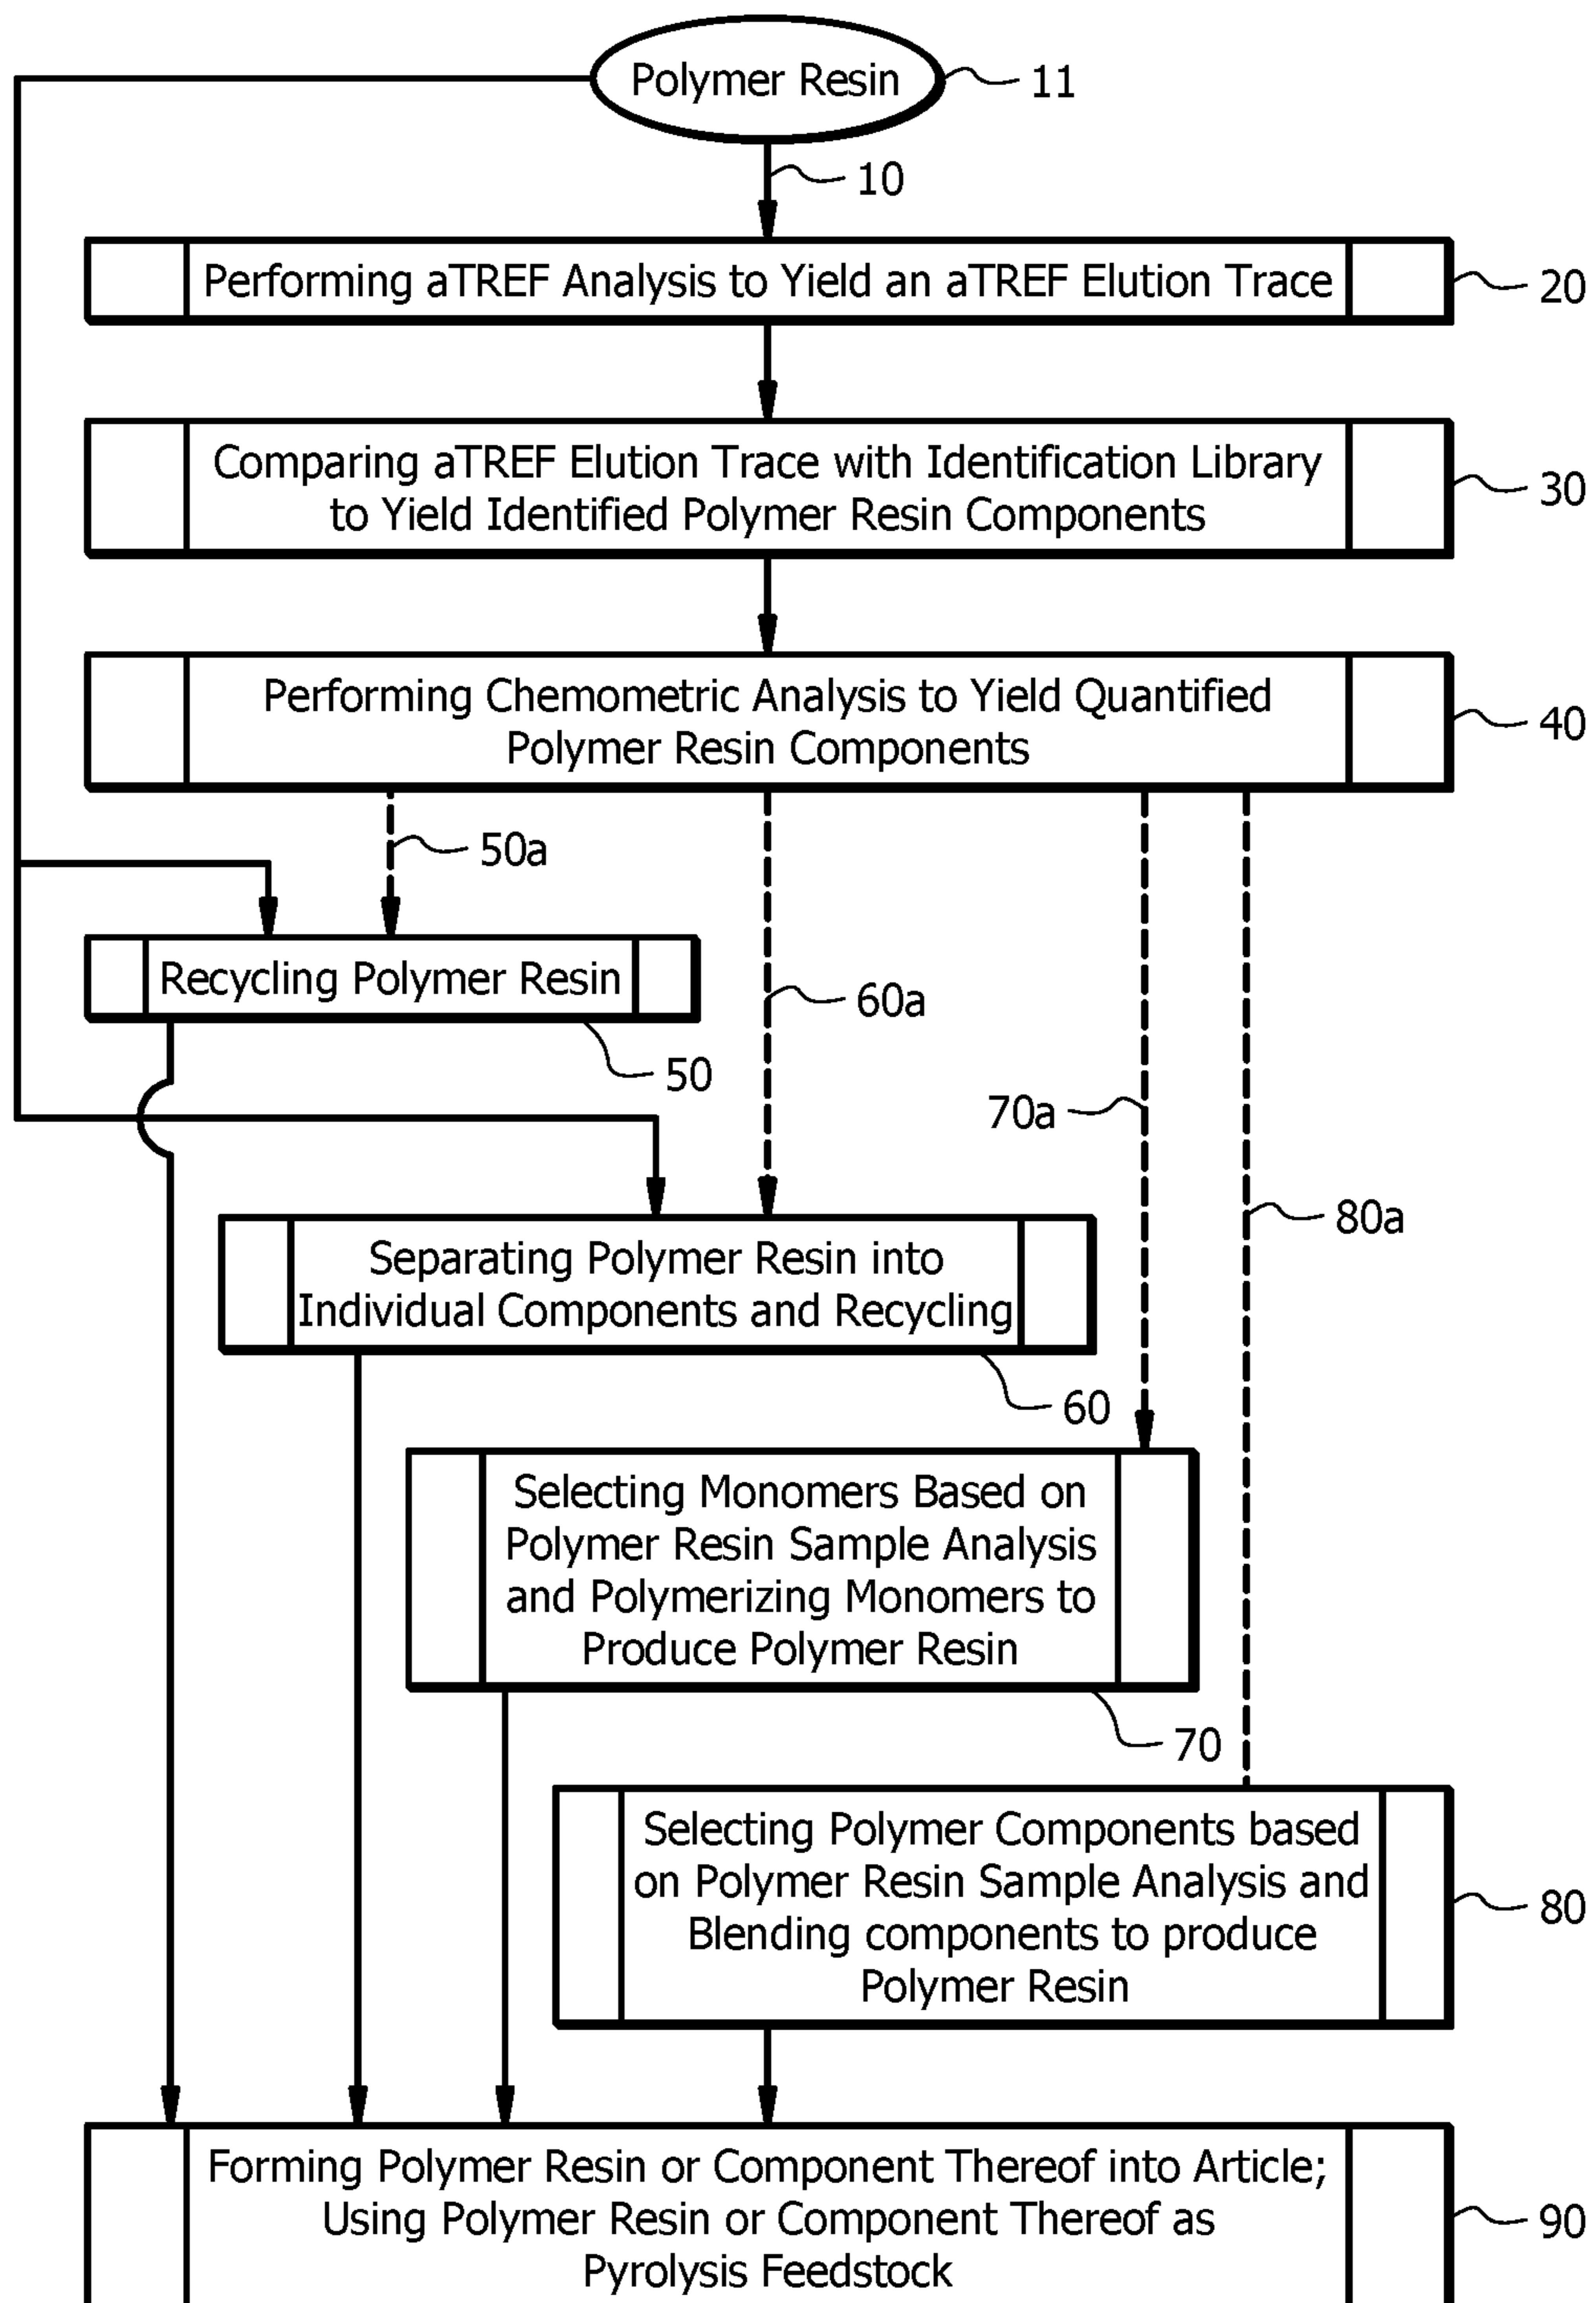 Polymer Resin
11
10
Performing aTREF Analysis to Yield an aTREF Elution Trace
20
Comparing aTREF Elution Trace with Identification Library
to Yield Identified Polymer Resin Components
30
Performing Chemometric Analysis to Yield Quantified
Polymer Resin Components
40
50a
Recycling Polymer Resin
60a
50
70a
80a
Separating Polymer Resin into
Individual Components and Recycling
60
Selecting Monomers Based on
Polymer Resin Sample Analysis
and Polymerizing Monomers to
Produce Polymer Resin
70
Selecting Polymer Components based
on Polymer Resin Sample Analysis and
Blending components to produce
Polymer Resin
80
Forming Polymer Resin or Component Thereof into Article;
Using Polymer Resin or Component Thereof as
Pyrolysis Feedstock
90